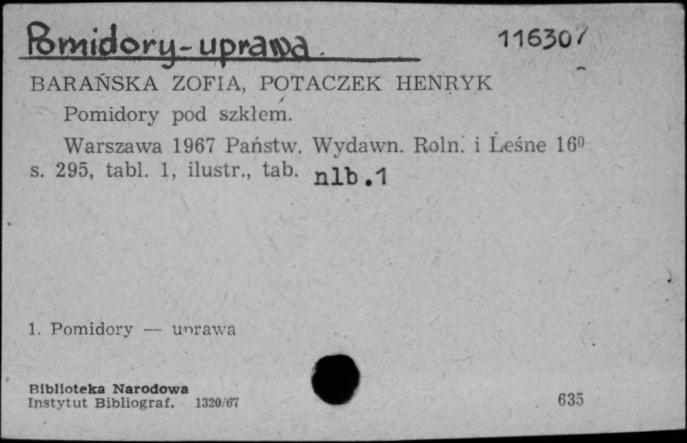 Pomidory-uprawa.
116307
BARAŃSKA ZOFIA, POTACZEK HENRYK
Pomidory pod szkłem.
Warszawa 1967 Państw. Wydawn. Roln. i Leśne 16⁰
s. 295, tabl. 1, ilustr., tab. nlb.1
1. Pomidory — uprawa
Biblioteka Narodowa
Instytut Bibliograf. 1320/67
635